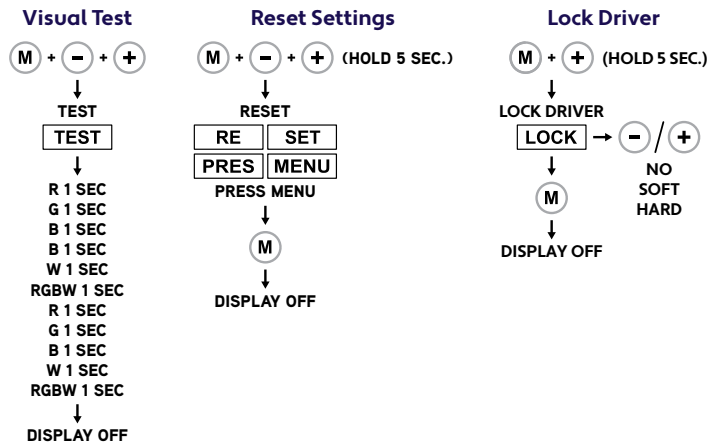 Visual Test
M + − + +
TEST
TEST
R 1 SEC
G 1 SEC
B 1 SEC
B 1 SEC
W 1 SEC
RGBW 1 SEC
R 1 SEC
G 1 SEC
B 1 SEC
W 1 SEC
RGBW 1 SEC
DISPLAY OFF
Reset Settings
M + − + + (HOLD 5 SEC.)
RESET
RE SET
PRES MENU
PRESS MENU
M
DISPLAY OFF
Lock Driver
M + + (HOLD 5 SEC.)
LOCK DRIVER
LOCK → − / +
NO
SOFT
HARD
M
DISPLAY OFF